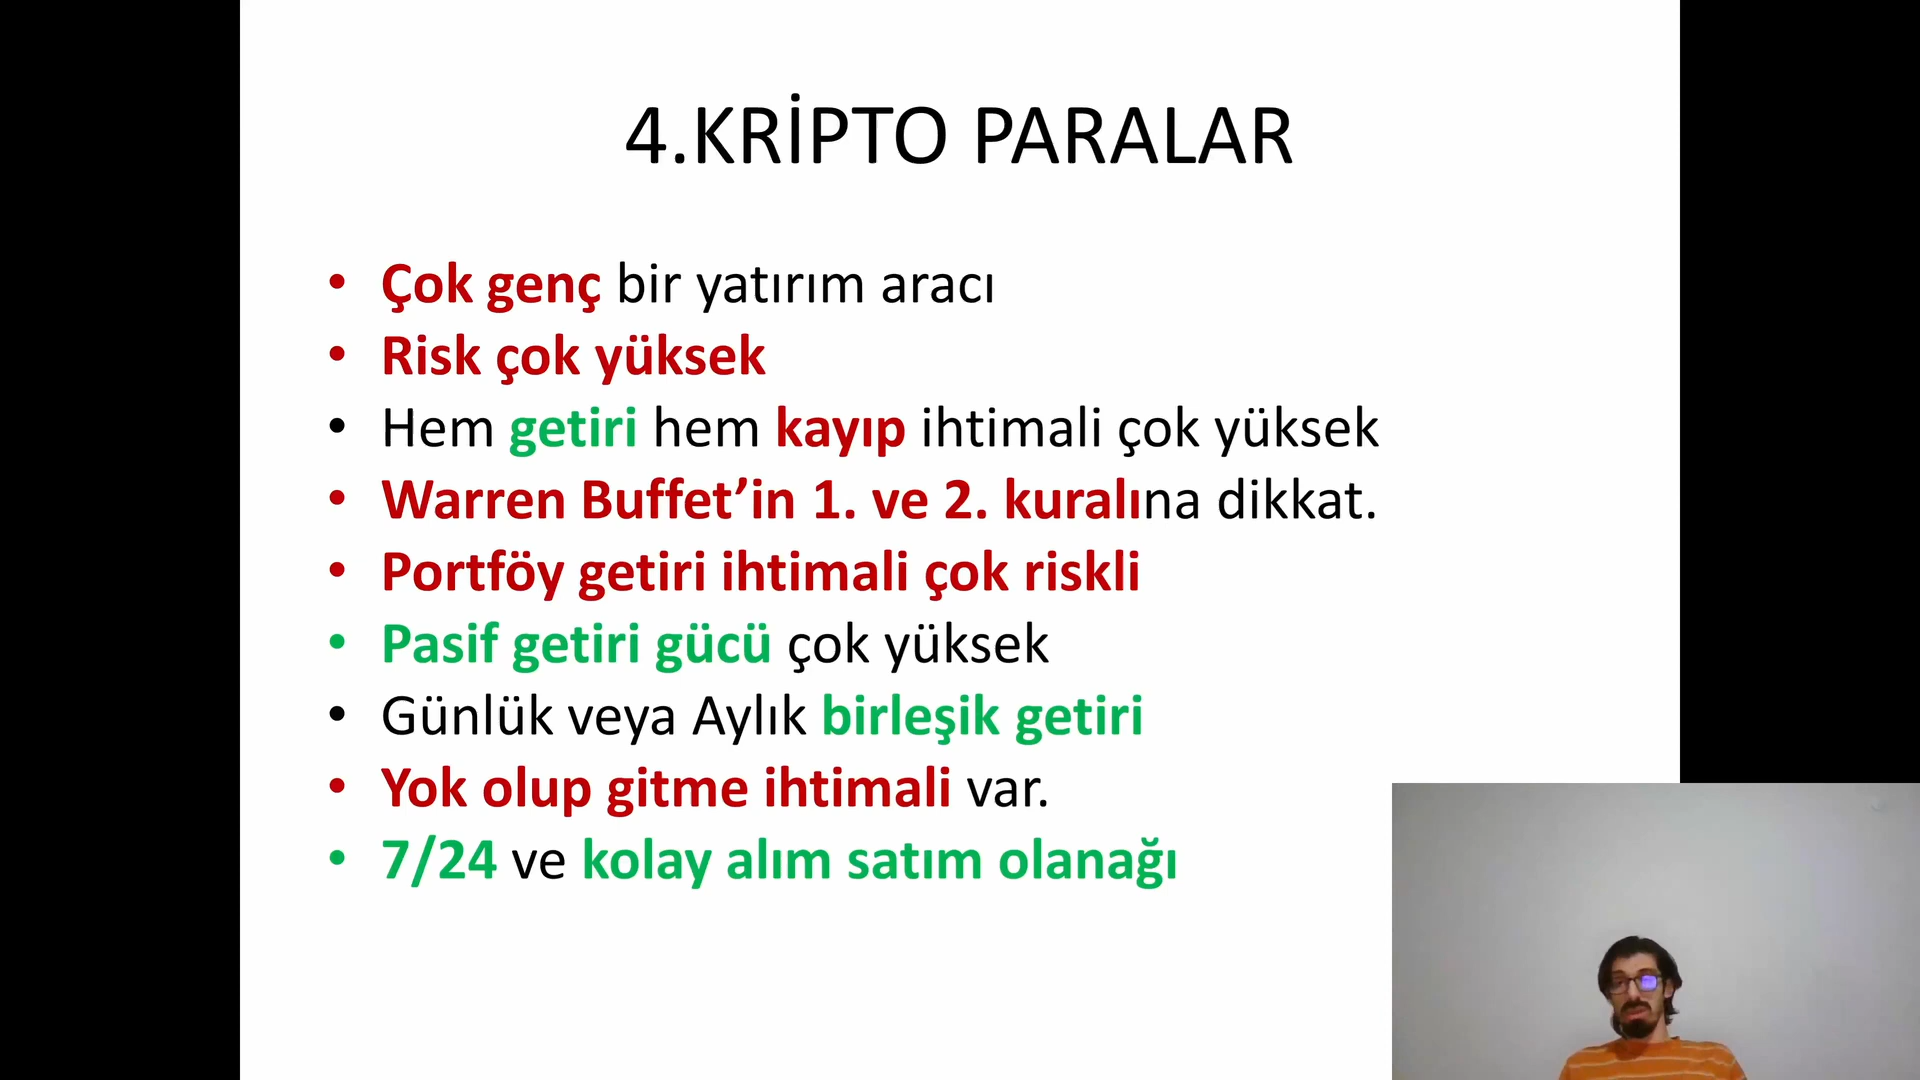 4.KRİPTO PARALAR
• Çok genç bir yatırım aracı
• Risk çok yüksek
• Hem getiri hem kayıp ihtimali çok yüksek
• Warren Buffet’in 1. ve 2. kuralına dikkat.
• Portföy getiri ihtimali çok riskli
• Pasif getiri gücü çok yüksek
• Günlük veya Aylık birleşik getiri
• Yok olup gitme ihtimali var.
• 7/24 ve kolay alım satım olanağı